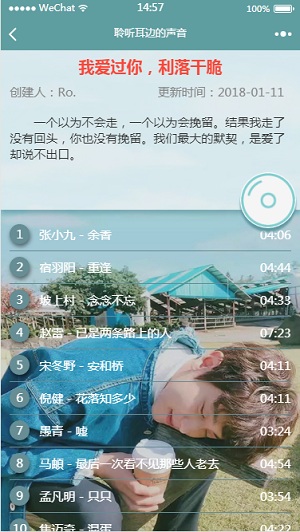 WeChat
14:57
100%
聆听耳边的声音
我爱过你，利落干脆
创建人：Ro.
更新时间：2018-01-11
一个以为不会走，一个以为会挽留。结果我走了
没有回头，你也没有挽留。我们最大的默契，是爱了
却说不出口。
1 张小九 - 余香 04:06
2 宿羽阳 - 重逢 04:44
3 坡上村 - 念念不忘 04:33
4 赵雷 - 已是两条路上的人 07:23
5 宋冬野 - 安和桥 04:11
6 倪健 - 花落知多少 04:11
7 愚青 - 嘘 03:24
8 马頔 - 最后一次看不见那些人老去 04:54
9 孟凡明 - 只只 03:54
10 焦迈奇 - 混蛋 04:01